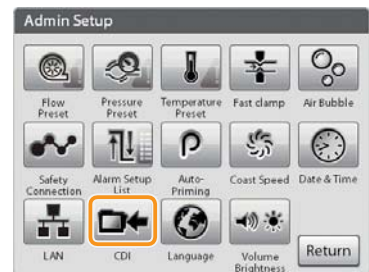 Admin Setup
Flow
Preset
Pressure
Preset
Temperature
Preset
Fast clamp
Air Bubble
Safety
Connection
Alarm Setup
List
Auto-
Priming
Coast Speed
Date & Time
LAN
CDI
Language
Volume
Brightness
Return